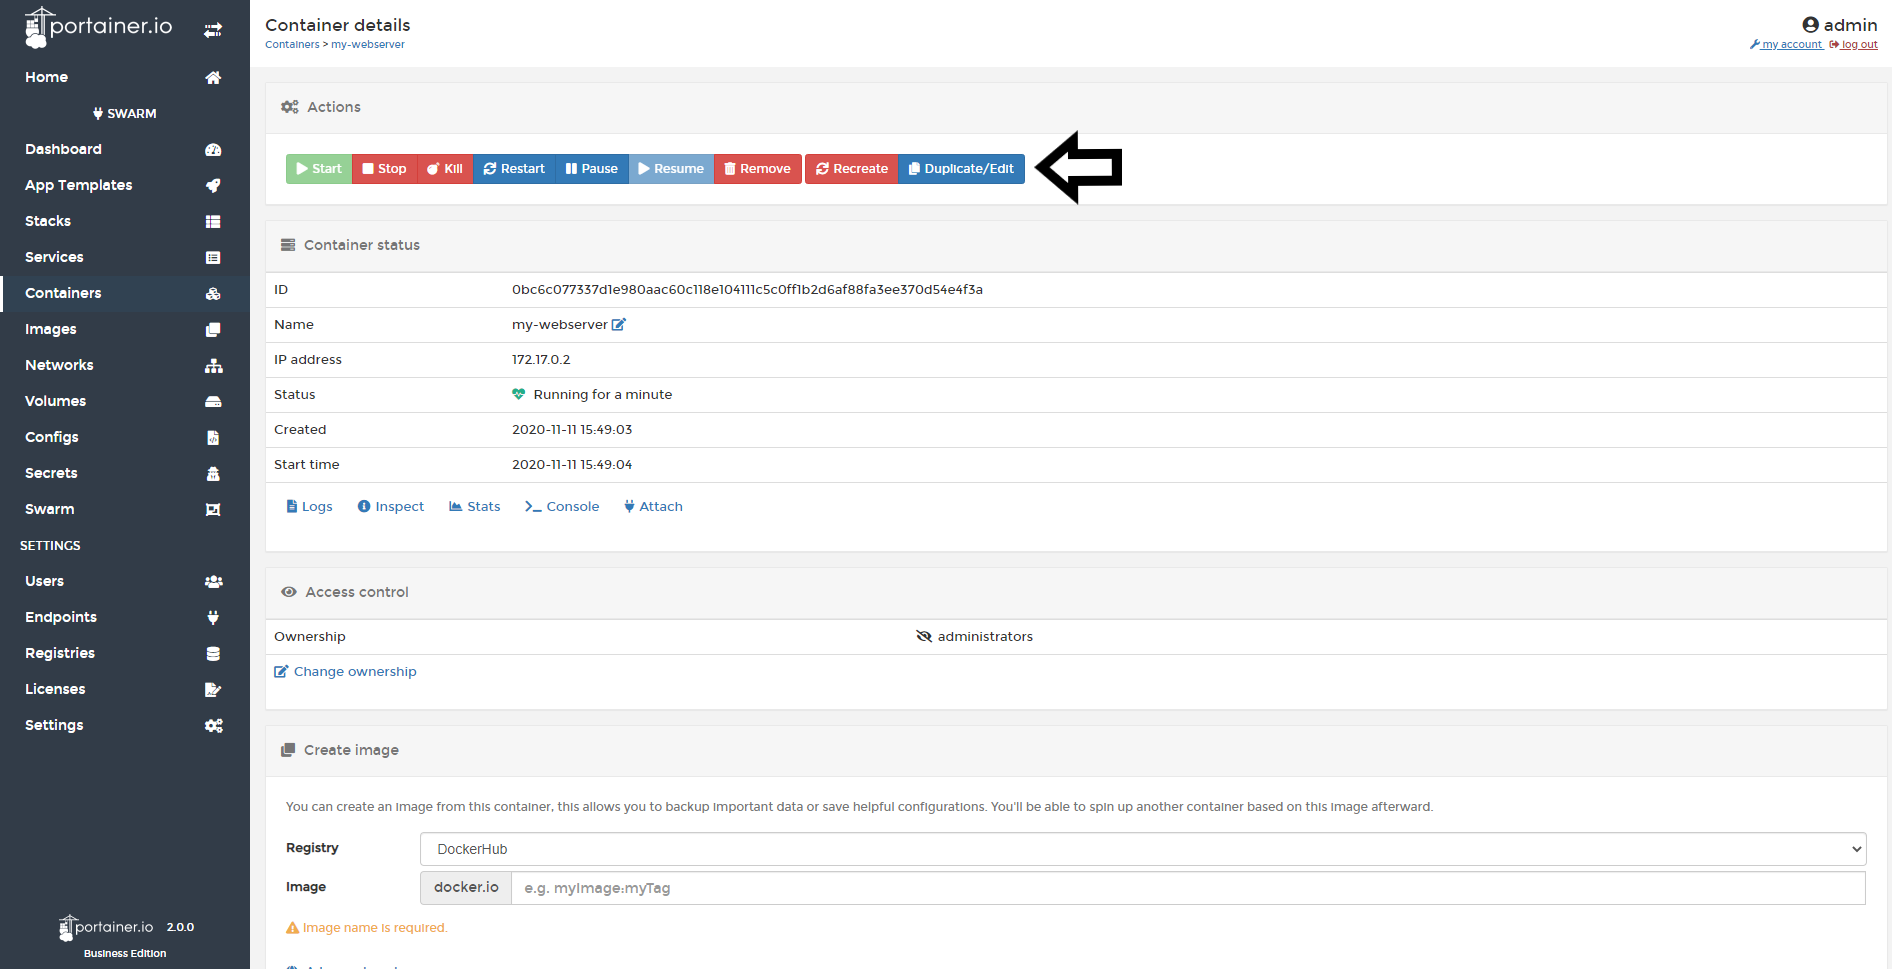 portainer.io
Home
SWARM
Dashboard
App Templates
Stacks
Services
Containers
Images
Networks
Volumes
Configs
Secrets
Swarm
SETTINGS
Users
Endpoints
Registries
Licenses
Settings
portainer.io 2.0.0
Business Edition
Container details
Containers > my-webserver
admin
my account log out
Actions
Start Stop Kill Restart Pause Resume Remove Recreate Duplicate/Edit
Container status
ID 0bc6c077337d1e980aac60c118e104111c5c0ff1b2d6af88fa3ee370d54e4f3a
Name my-webserver
IP address 172.17.0.2
Status Running for a minute
Created 2020-11-11 15:49:03
Start time 2020-11-11 15:49:04
Logs Inspect Stats Console Attach
Access control
Ownership administrators
Change ownership
Create image
You can create an image from this container, this allows you to backup important data or save helpful configurations. You'll be able to spin up another container based on this image afterward.
Registry DockerHub
Image docker.io e.g. myImage:myTag
Image name is required.